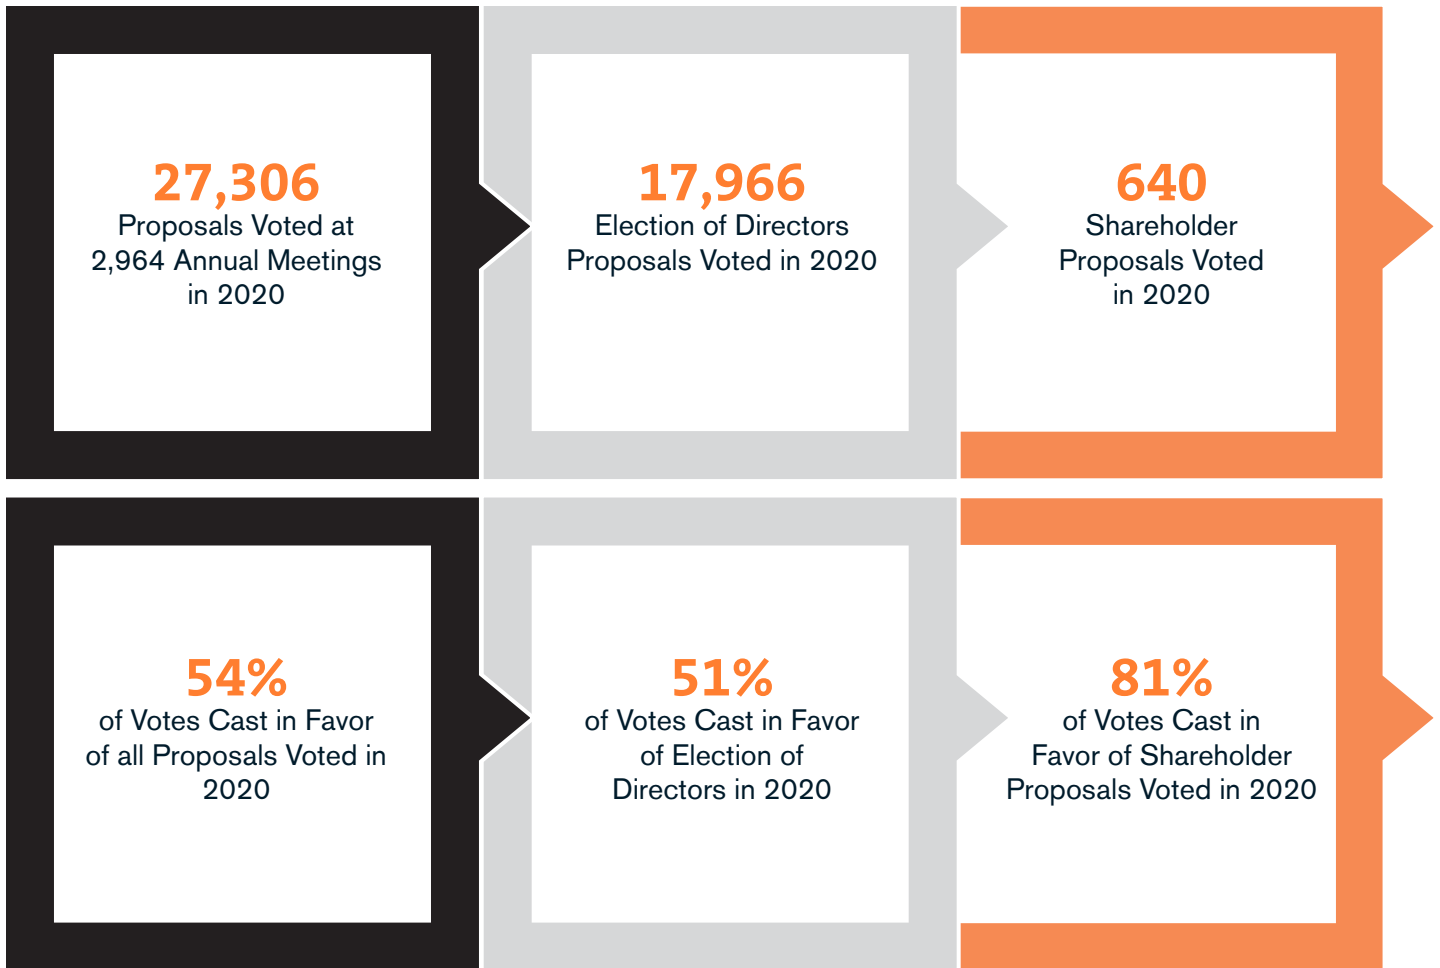 27,306
Proposals Voted at
2,964 Annual Meetings
in 2020
17,966
Election of Directors
Proposals Voted in 2020
640
Shareholder
Proposals Voted
in 2020
54%
of Votes Cast in Favor
of all Proposals Voted in
2020
51%
of Votes Cast in Favor
of Election of
Directors in 2020
81%
of Votes Cast in
Favor of Shareholder
Proposals Voted in 2020